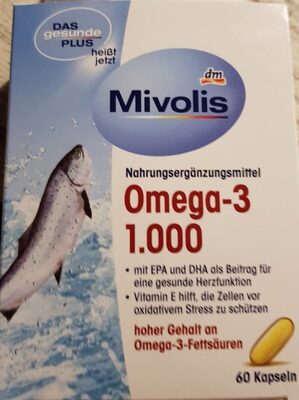 DAS
gesunde
PLUS
heißt
jetzt
dm
Mivolis
Nahrungsergänzungsmittel
Omega-3
1.000
• mit EPA und DHA als Beitrag für
eine gesunde Herzfunktion
• Vitamin E hilft, die Zellen vor
oxidativem Stress zu schützen
hoher Gehalt an
Omega-3-Fettsäuren
60 Kapseln